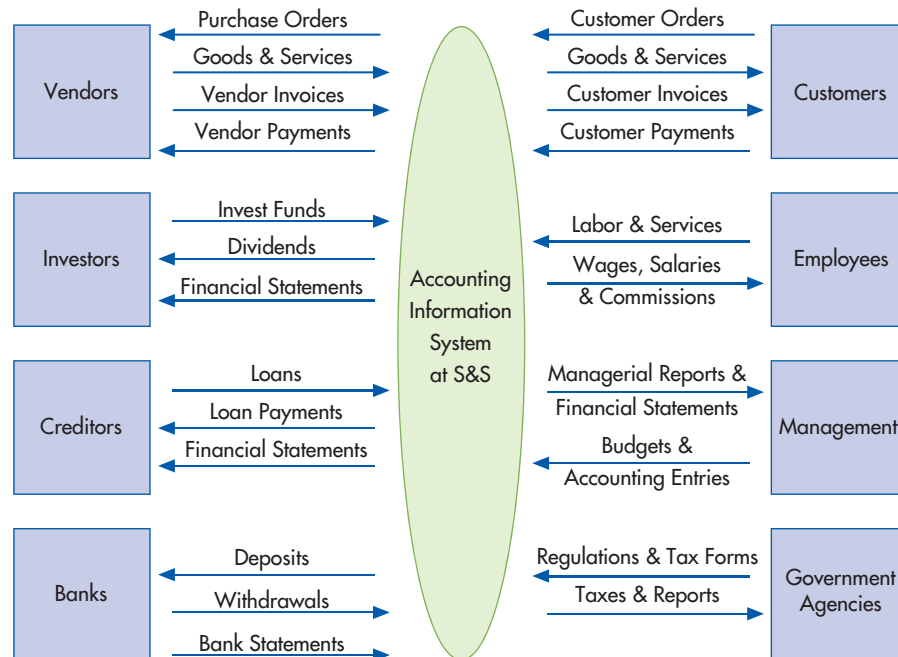 Vendors
Purchase Orders
Goods & Services
Vendor Invoices
Vendor Payments
Investors
Invest Funds
Dividends
Financial Statements
Creditors
Loans
Loan Payments
Financial Statements
Banks
Deposits
Withdrawals
Bank Statements
Accounting
Information
System
at S&S
Customer Orders
Goods & Services
Customer Invoices
Customer Payments
Customers
Labor & Services
Wages, Salaries
& Commissions
Employees
Managerial Reports &
Financial Statements
Budgets &
Accounting Entries
Management
Regulations & Tax Forms
Taxes & Reports
Government
Agencies